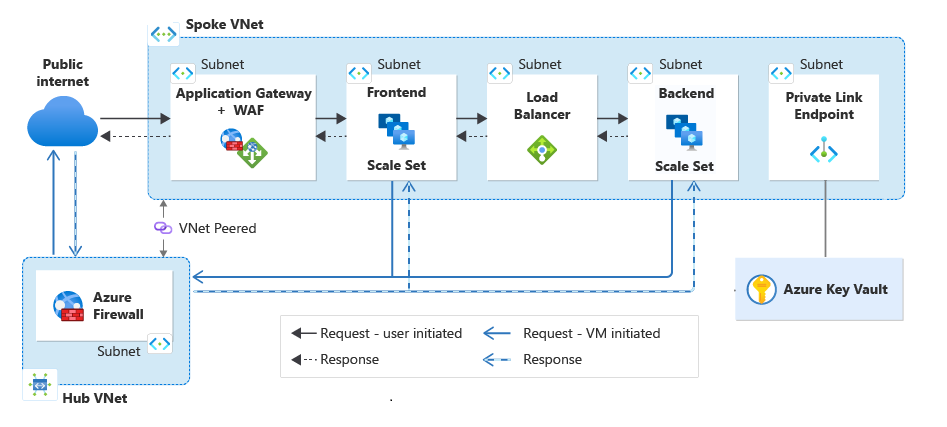 Spoke VNet
Public
internet
Subnet
Application Gateway
+ WAF
Subnet
Frontend
Scale Set
Subnet
Load
Balancer
Subnet
Backend
Scale Set
Subnet
Private Link
Endpoint
VNet Peered
Azure
Firewall
Subnet
Hub VNet
Azure Key Vault
Request - user initiated
Request - VM initiated
Response
Response